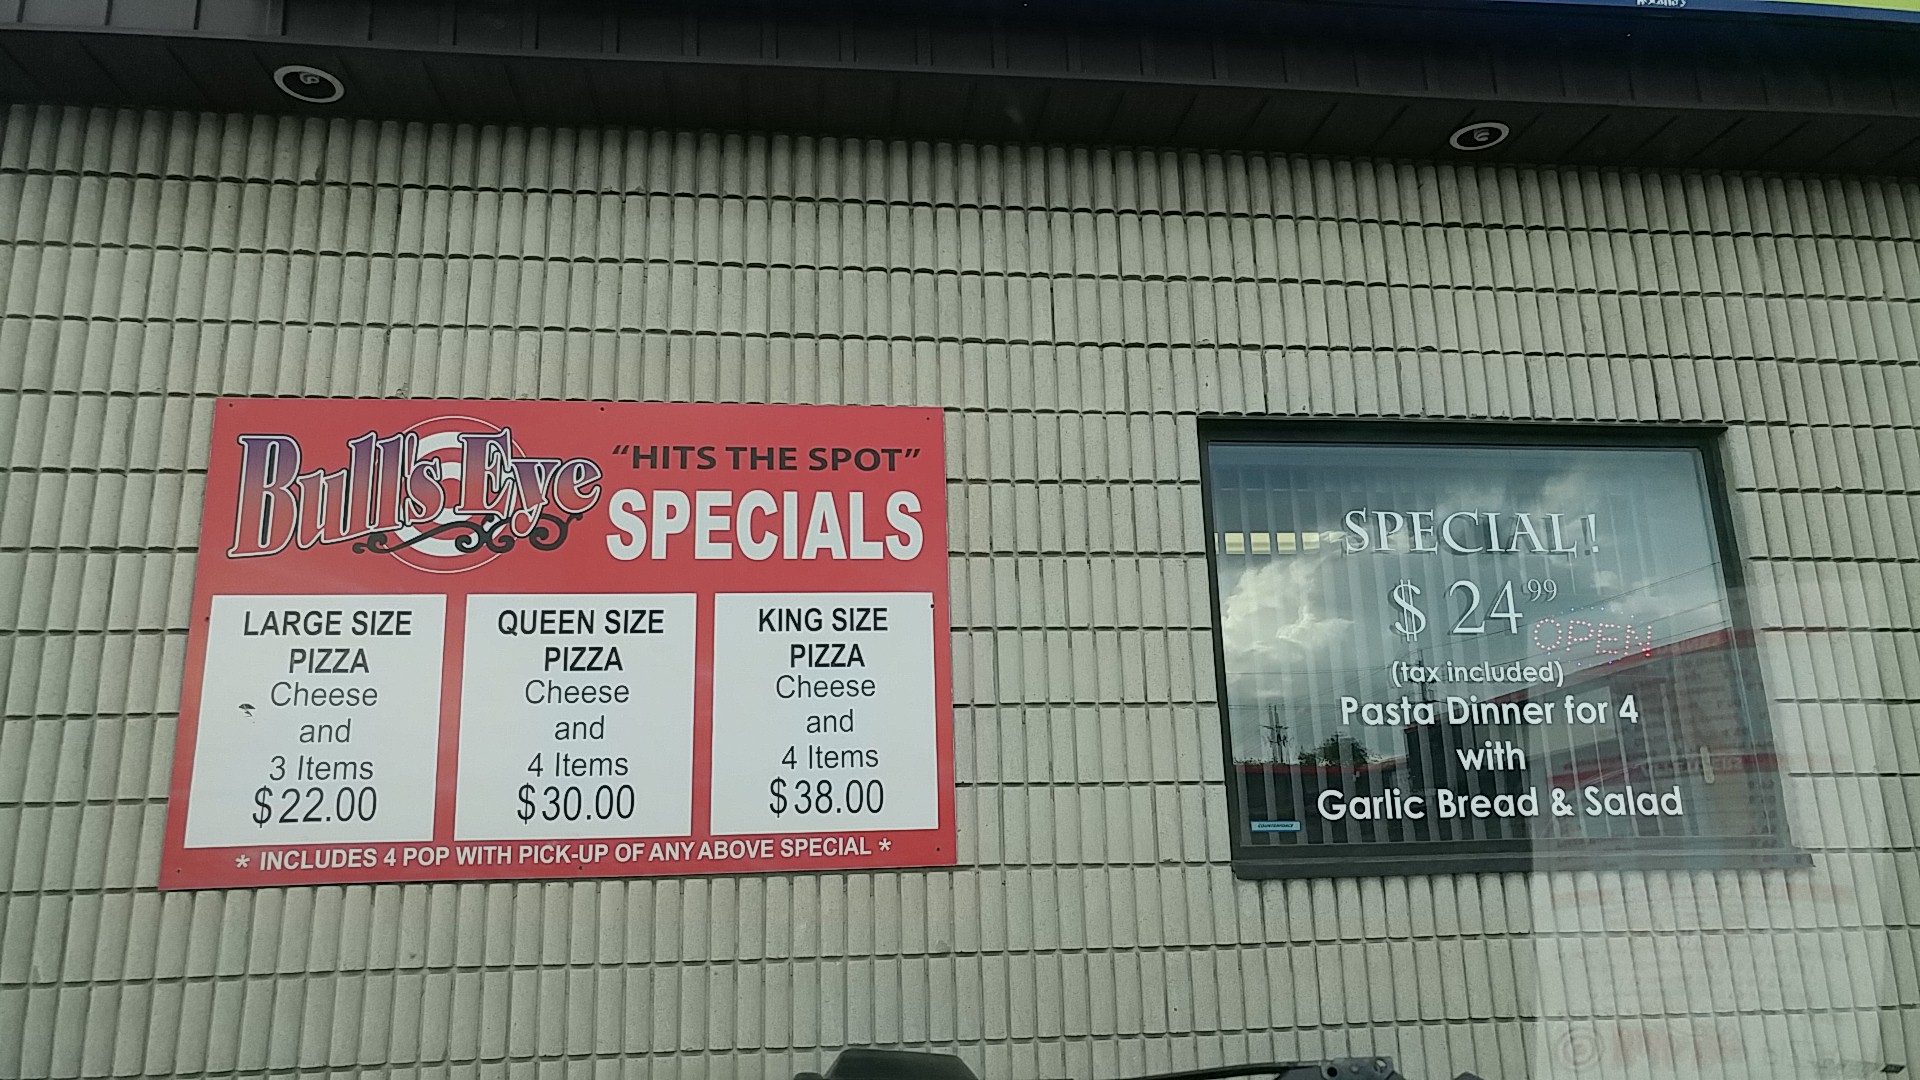 Bull's Eye
"HITS THE SPOT"
SPECIALS
LARGE SIZE
PIZZA
Cheese
and
3 Items
$22.00
QUEEN SIZE
PIZZA
Cheese
and
4 Items
$30.00
KING SIZE
PIZZA
Cheese
and
4 Items
$38.00
* INCLUDES 4 POP WITH PICK-UP OF ANY ABOVE SPECIAL *
SPECIAL!
$ 24.99
OPEN
(tax included)
Pasta Dinner for 4
with
Garlic Bread & Salad